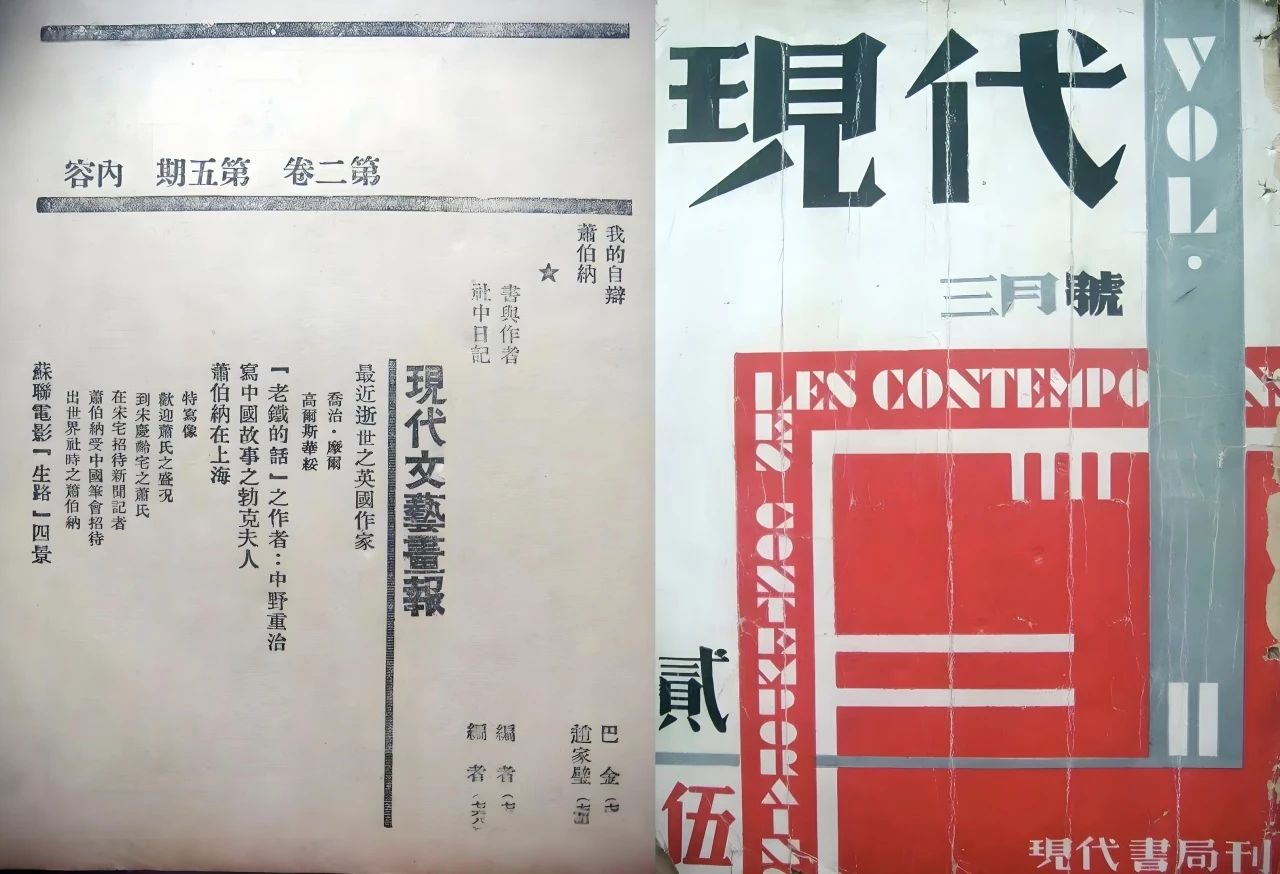 第二卷 第五期 內容
我的自辯
巴金
蕭伯納
趙家璧
★
書與作者
編者
社中日記
編者
現代文藝畫報
最近逝世之英國作家
喬治・摩爾
高爾斯華綏
「老鐵的話」之作者:中野重治
寫中國故事之勃克夫人
蕭伯納在上海
特寫像
歡迎蕭氏之盛況
到宋慶齡宅之蕭氏
在宋宅招待新聞記者
蕭伯納受中國筆會招待
出世界社時之蕭伯納
蘇聯電影「生路」四景
現代
VOL.
II
三月號
LES CONTEMPO
LES CONTEMPORAIN
貳
伍
現代書局刊